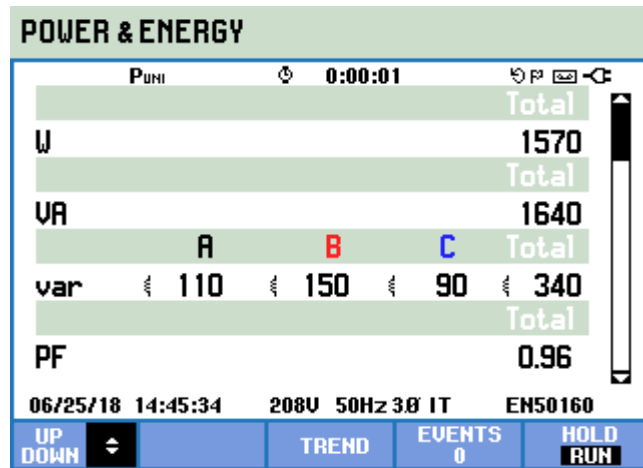 POWER & ENERGY
PUNI 0:00:01
Total
W 1570
Total
VA 1640
A B C Total
var 110 150 90 340
Total
PF 0.96
06/25/18 14:45:34 208V 50Hz 3Ø IT EN50160
UP DOWN TREND EVENTS 0 HOLD RUN